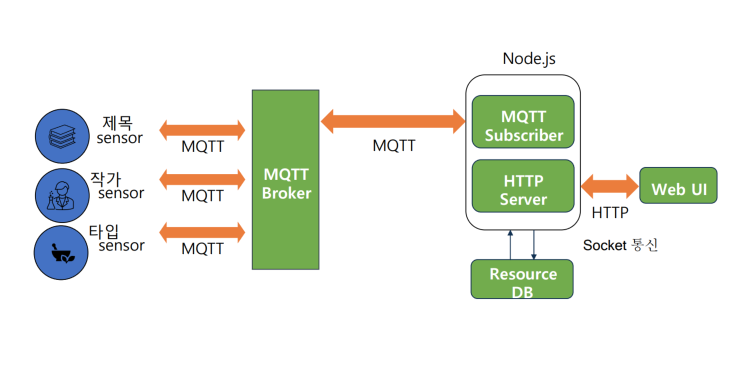 Node.js
제목
sensor
MQTT
작가
sensor
MQTT
타입
sensor
MQTT
MQTT
Broker
MQTT
MQTT
Subscriber
HTTP
Server
HTTP
Web UI
Socket 통신
Resource
DB